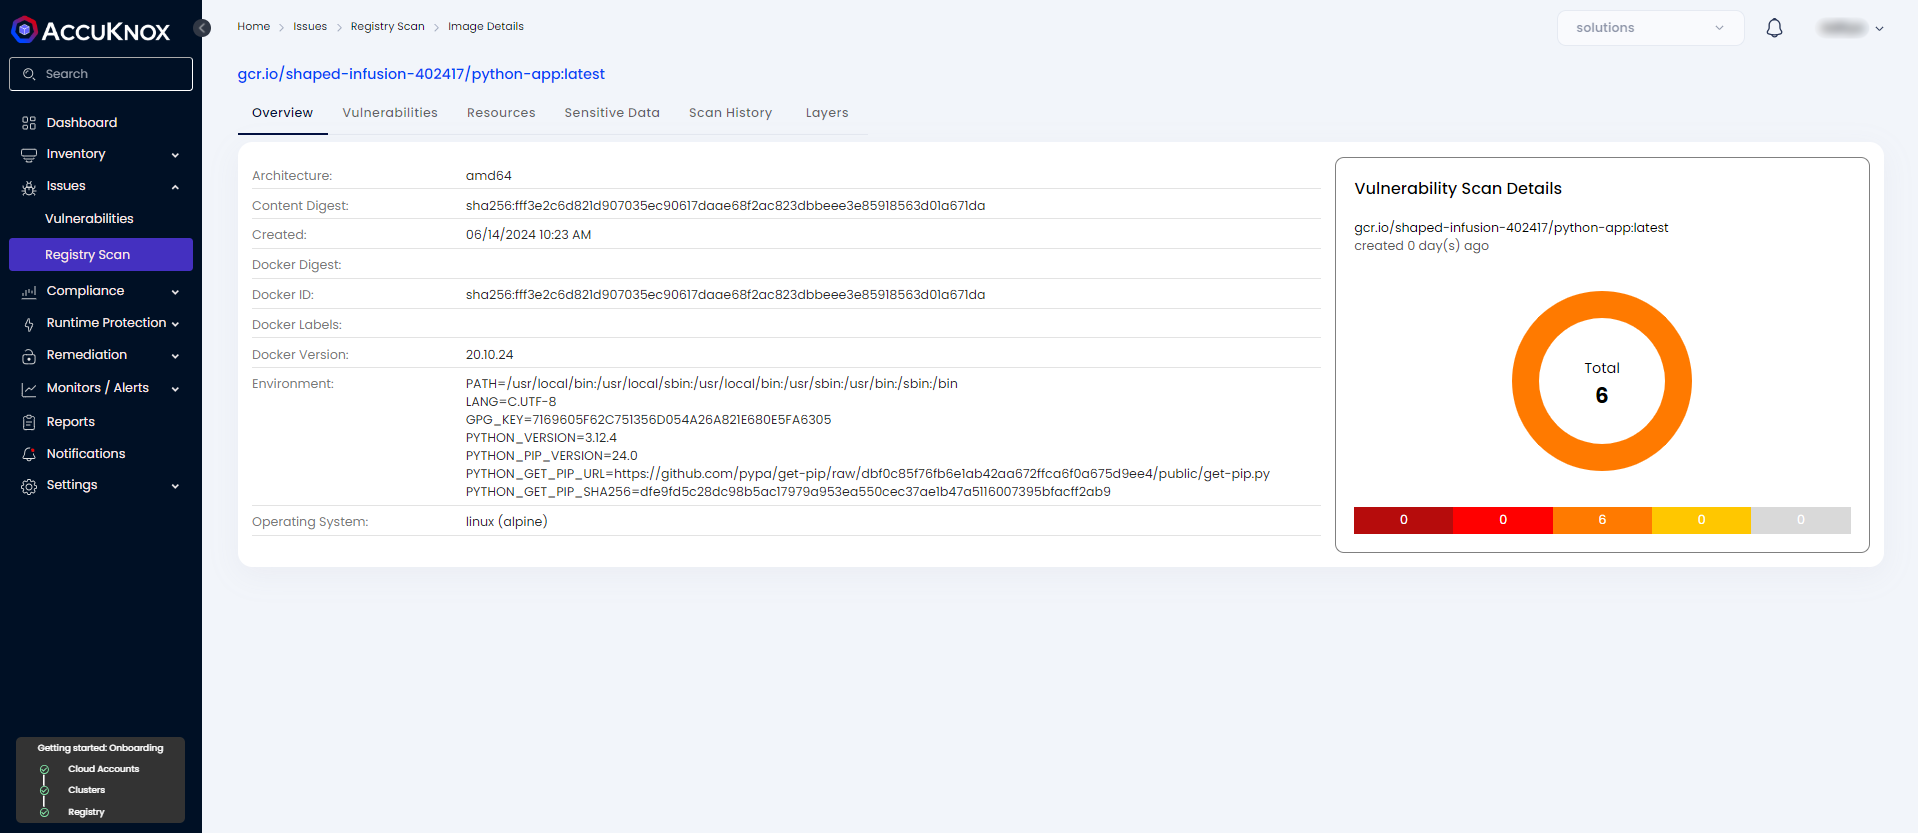 ACCUKNOX
Search
Dashboard
Inventory
Issues
Vulnerabilities
Registry Scan
Compliance
Runtime Protection
Remediation
Monitors / Alerts
Reports
Notifications
Settings
Getting started: Onboarding
Cloud Accounts
Clusters
Registry
Home > Issues > Registry Scan > Image Details
solutions
gcr.io/shaped-infusion-402417/python-app:latest
Overview Vulnerabilities Resources Sensitive Data Scan History Layers
Architecture: amd64
Content Digest: sha256:fff3e2c6d821d907035ec90617daae68f2ac823dbbeee3e85918563d01a671da
Created: 06/14/2024 10:23 AM
Docker Digest:
Docker ID: sha256:fff3e2c6d821d907035ec90617daae68f2ac823dbbeee3e85918563d01a671da
Docker Labels:
Docker Version: 20.10.24
Environment: PATH=/usr/local/bin:/usr/local/sbin:/usr/local/bin:/usr/sbin:/usr/bin:/sbin:/bin
LANG=C.UTF-8
GPG_KEY=7169605F62C751356D054A26A821E680E5FA6305
PYTHON_VERSION=3.12.4
PYTHON_PIP_VERSION=24.0
PYTHON_GET_PIP_URL=https://github.com/pypa/get-pip/raw/dbf0c85f76fb6e1ab42aa672ffca6f0a675d9ee4/public/get-pip.py
PYTHON_GET_PIP_SHA256=dfe9fd5c28dc98b5ac17979a953ea550cec37ae1b47a5116007395bfacff2ab9
Operating System: linux (alpine)
Vulnerability Scan Details
gcr.io/shaped-infusion-402417/python-app:latest
created 0 day(s) ago
Total
6
0 0 6 0 0